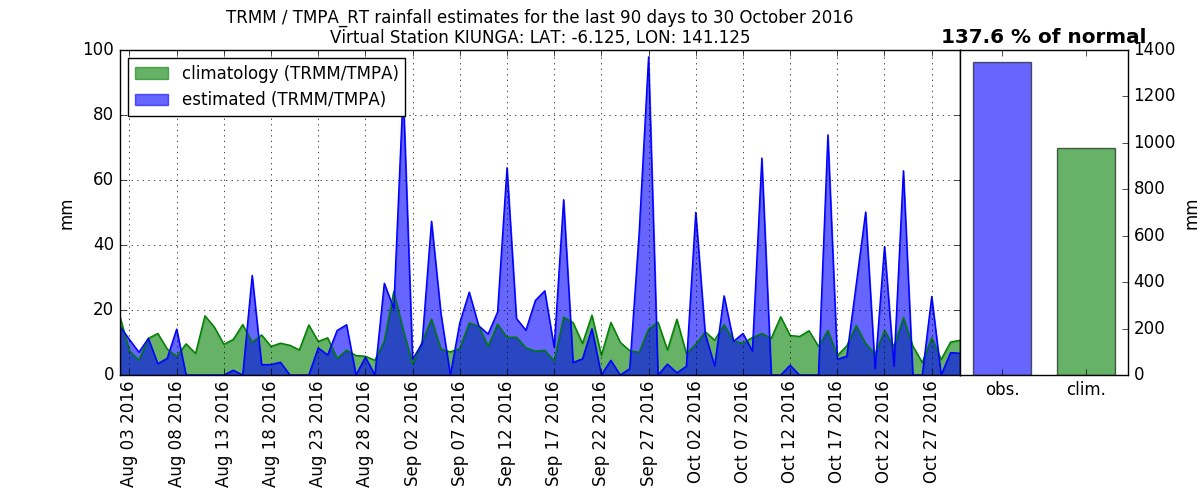 TRMM / TMPA_RT rainfall estimates for the last 90 days to 30 October 2016
Virtual Station KIUNGA: LAT: -6.125, LON: 141.125
137.6 % of normal
climatology (TRMM/TMPA)
estimated (TRMM/TMPA)
100
80
60
40
20
0
mm
Aug 03 2016
Aug 08 2016
Aug 13 2016
Aug 18 2016
Aug 23 2016
Aug 28 2016
Sep 02 2016
Sep 07 2016
Sep 12 2016
Sep 17 2016
Sep 22 2016
Sep 27 2016
Oct 02 2016
Oct 07 2016
Oct 12 2016
Oct 17 2016
Oct 22 2016
Oct 27 2016
obs.
clim.
1400
1200
1000
800
600
400
200
0
mm